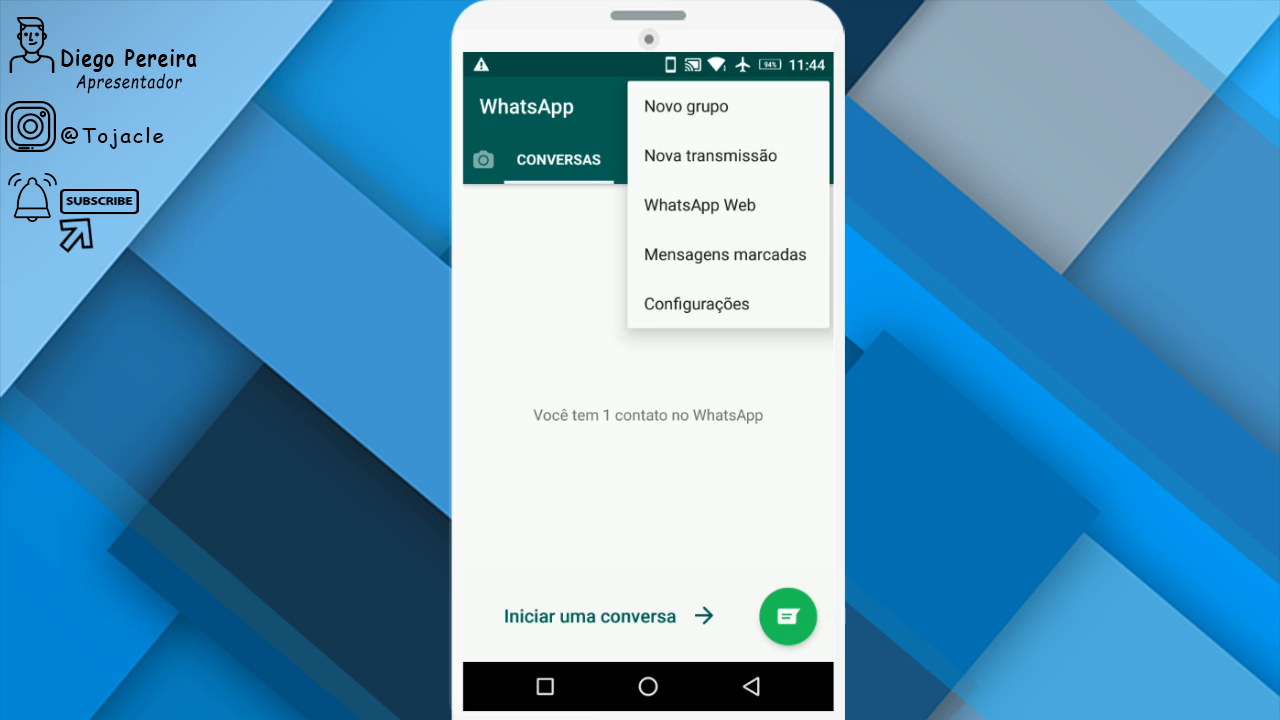 Diego Pereira
Apresentador
@Tojacle
SUBSCRIBE
94% 11:44
WhatsApp
CONVERSAS
Novo grupo
Nova transmissão
WhatsApp Web
Mensagens marcadas
Configurações
Você tem 1 contato no WhatsApp
Iniciar uma conversa